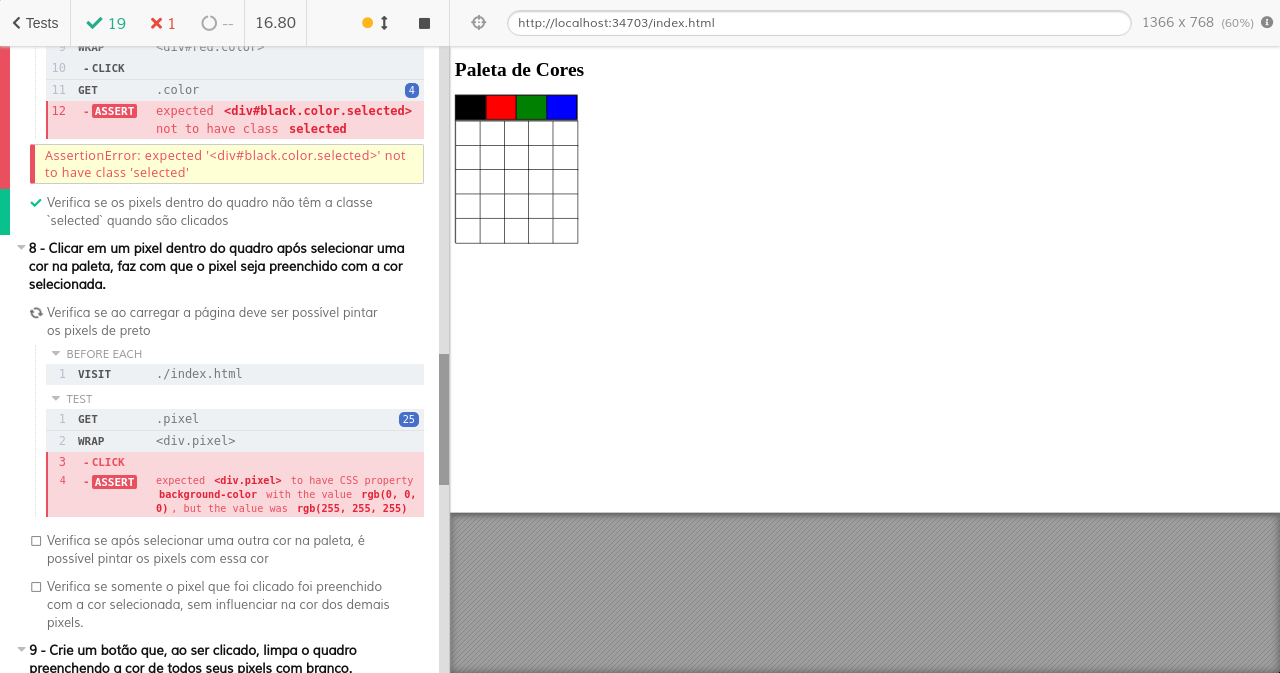 Tests
19
1
--
16.80
http://localhost:34703/index.html
1366 x 768 (60%)
9 WRAP <div#red.color>
10 -CLICK
11 GET .color 4
12 -ASSERT expected <div#black.color.selected>
not to have class selected
AssertionError: expected '<div#black.color.selected>' not
to have class 'selected'
Verifica se os pixels dentro do quadro não têm a classe
`selected` quando são clicados
8 - Clicar em um pixel dentro do quadro após selecionar uma
cor na paleta, faz com que o pixel seja preenchido com a cor
selecionada.
Verifica se ao carregar a página deve ser possível pintar
os pixels de preto
BEFORE EACH
1 VISIT ./index.html
TEST
1 GET .pixel 25
2 WRAP <div.pixel>
3 -CLICK
4 -ASSERT expected <div.pixel> to have CSS property
background-color with the value rgb(0, 0,
0), but the value was rgb(255, 255, 255)
Verifica se após selecionar uma outra cor na paleta, é
possível pintar os pixels com essa cor
Verifica se somente o pixel que foi clicado foi preenchido
com a cor selecionada, sem influenciar na cor dos demais
pixels.
9 - Crie um botão que, ao ser clicado, limpa o quadro
preenchendo a cor de todos seus pixels com branco.
Paleta de Cores